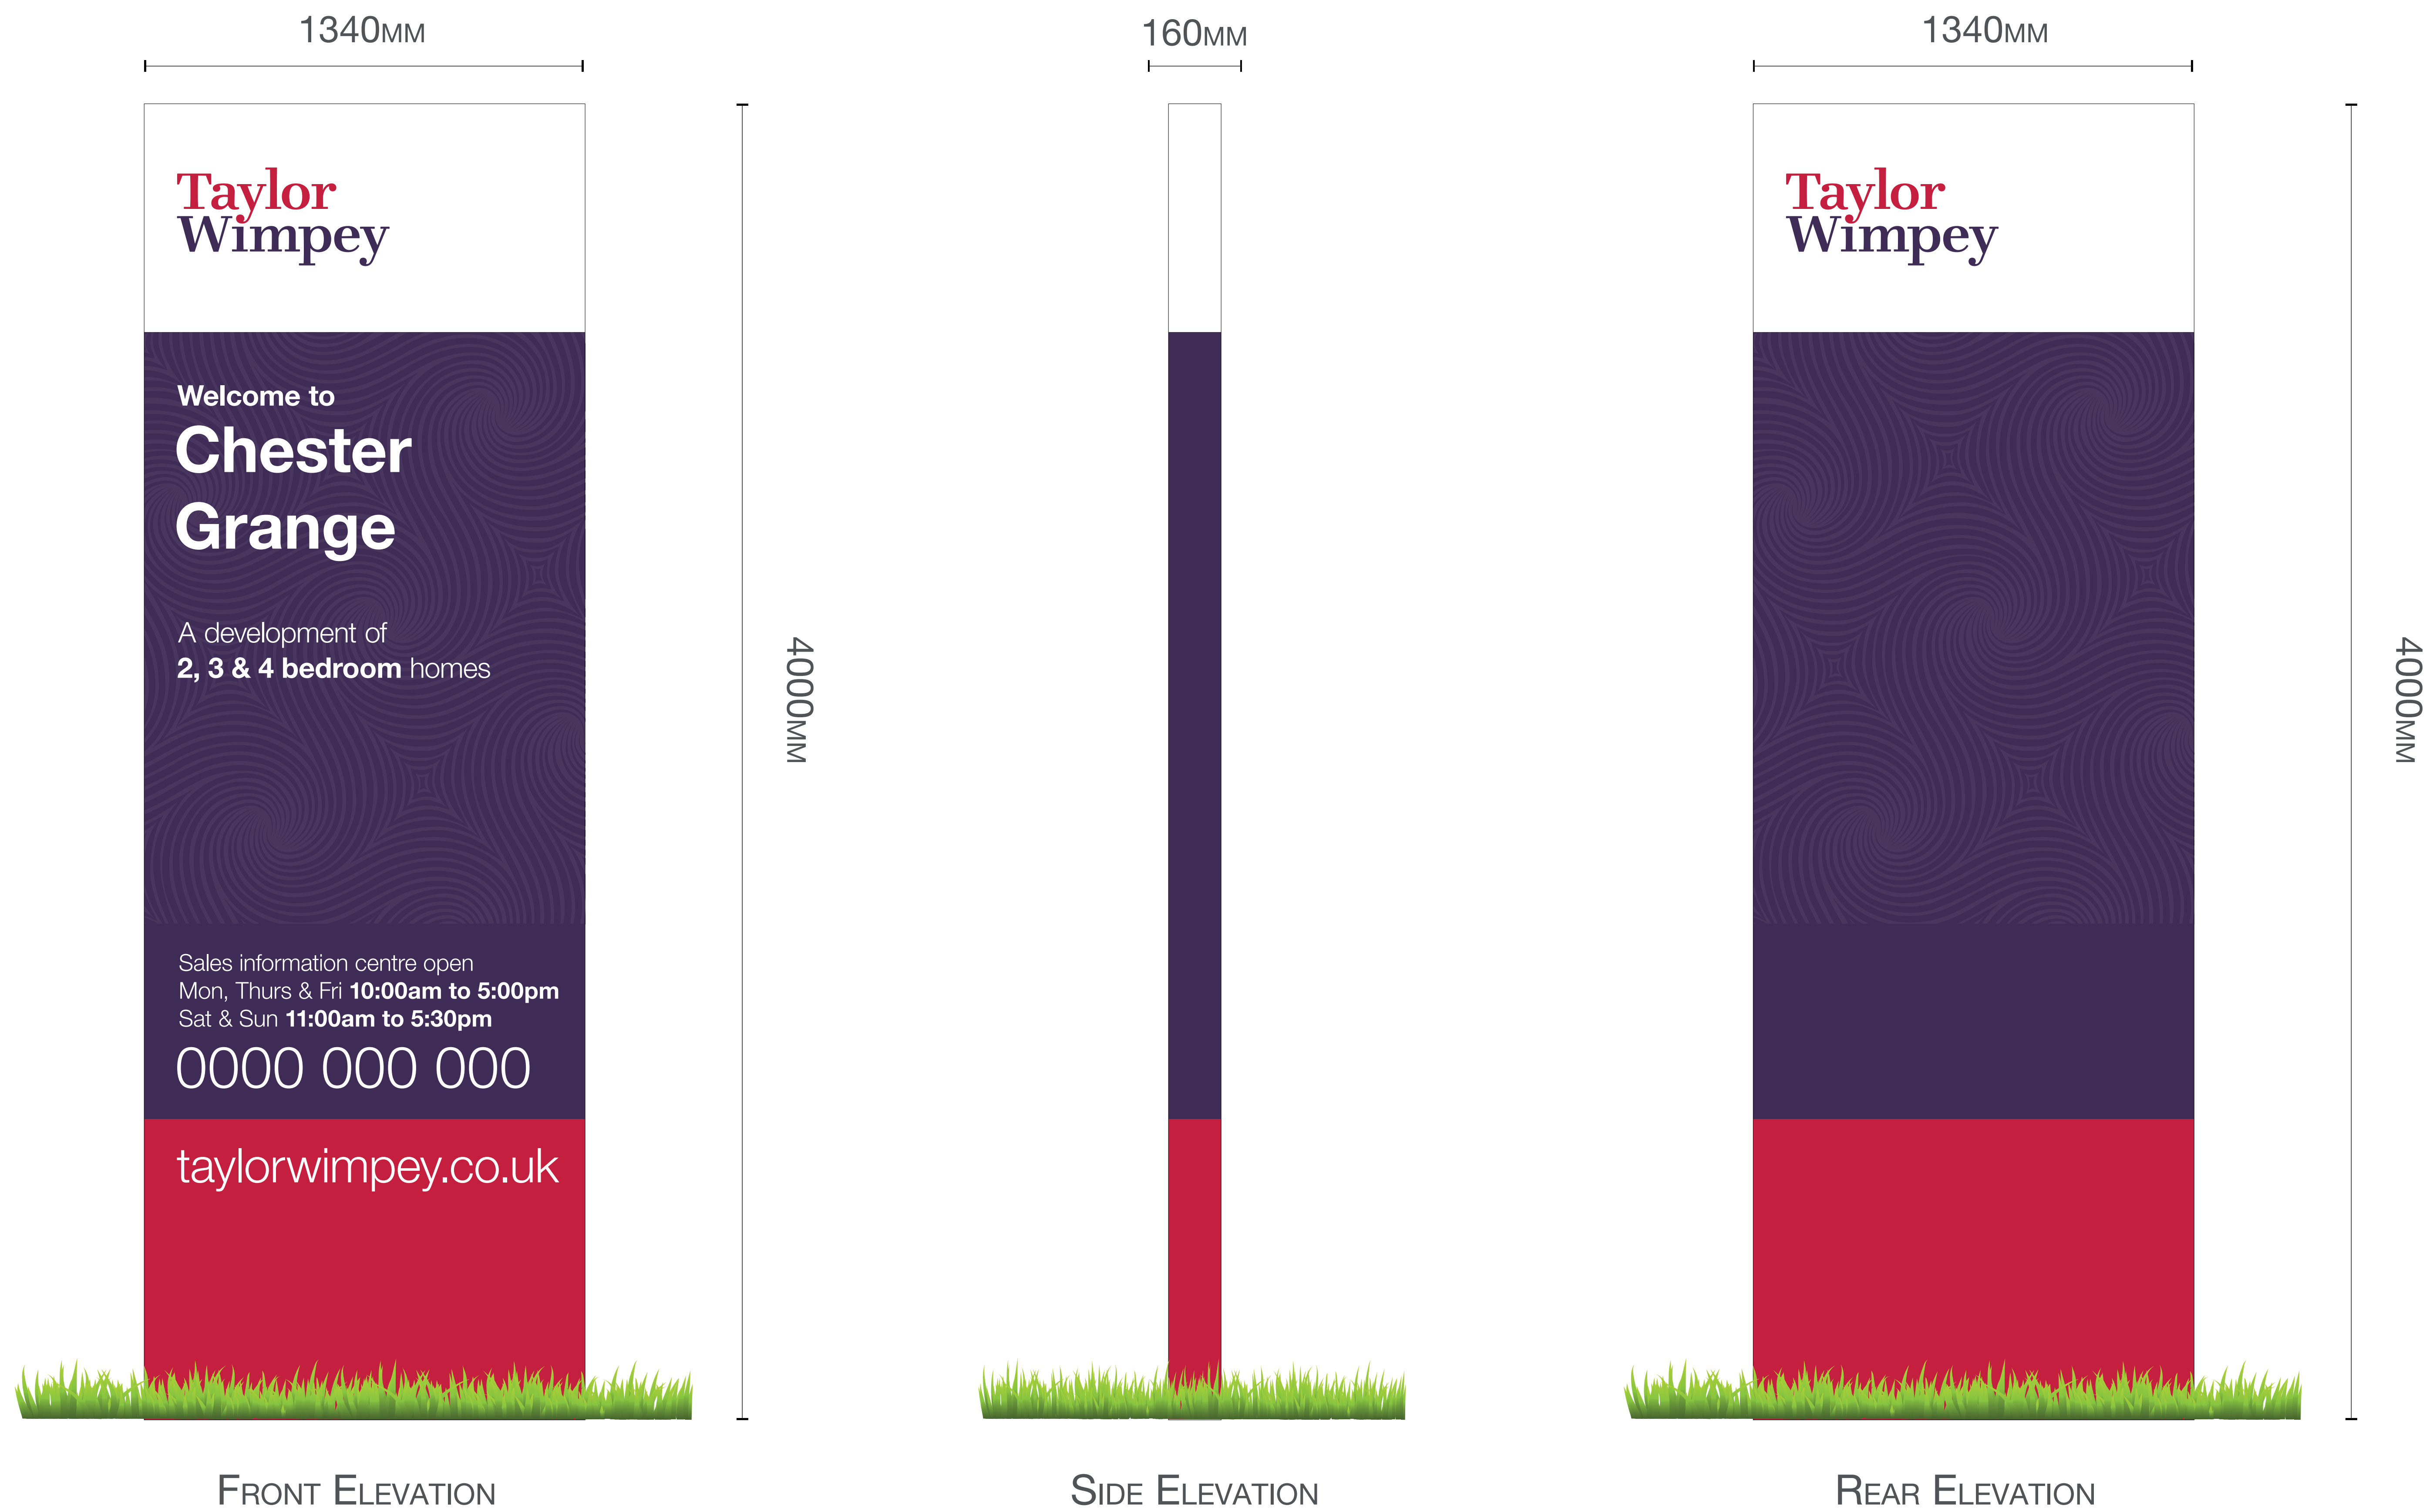 1340MM
Taylor
Wimpey
Welcome to
Chester
Grange
A development of
2, 3 & 4 bedroom homes
Sales information centre open
Mon, Thurs & Fri 10:00am to 5:00pm
Sat & Sun 11:00am to 5:30pm
0000 000 000
taylorwimpey.co.uk
4000MM
FRONT ELEVATION
160MM
SIDE ELEVATION
1340MM
Taylor
Wimpey
4000MM
REAR ELEVATION